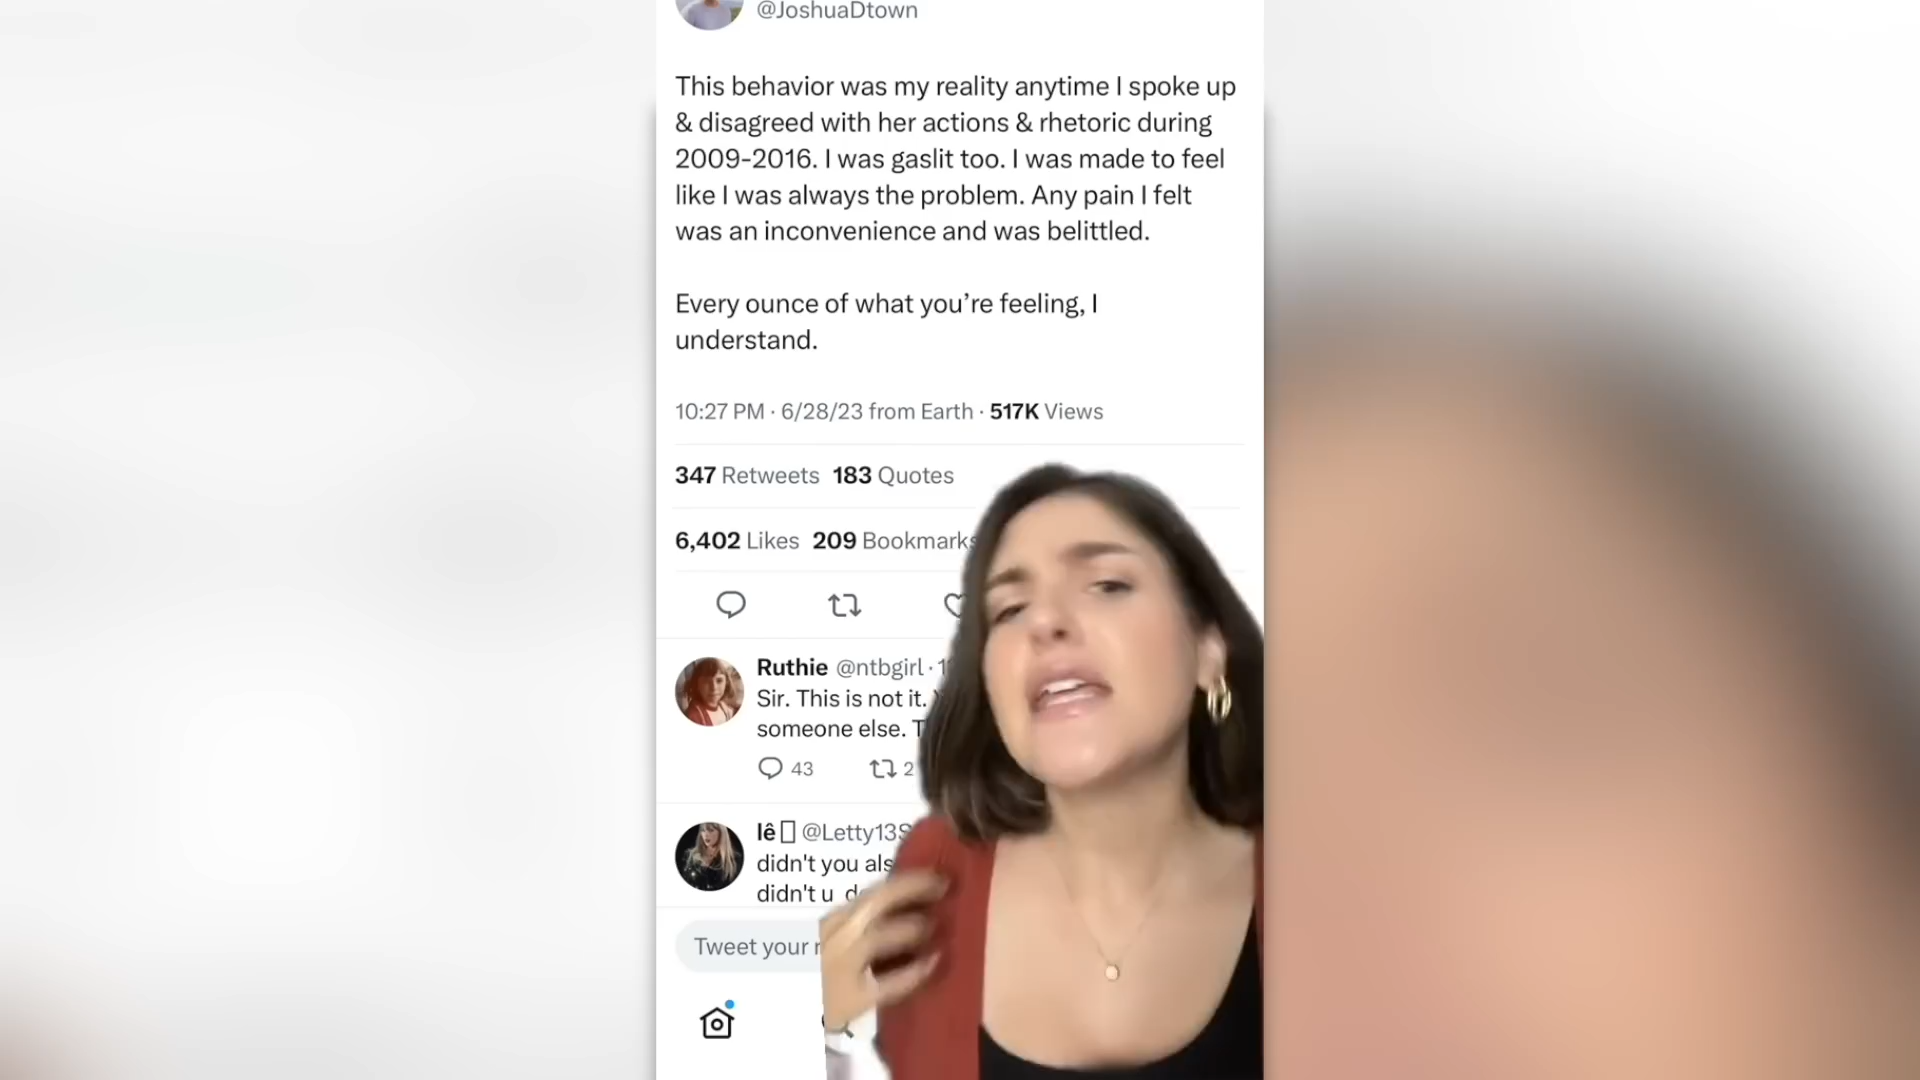 @JoshuaDtown
This behavior was my reality anytime I spoke up
& disagreed with her actions & rhetoric during
2009-2016. I was gaslit too. I was made to feel
like I was always the problem. Any pain I felt
was an inconvenience and was belittled.
Every ounce of what you’re feeling, I
understand.
10:27 PM · 6/28/23 from Earth · 517K Views
347 Retweets 183 Quotes
6,402 Likes 209 Bookmarks
Ruthie @ntbgirl ·
Sir. This is not it.
someone else.
43 2
lê @Letty13S
didn't you
didn't u
Tweet your